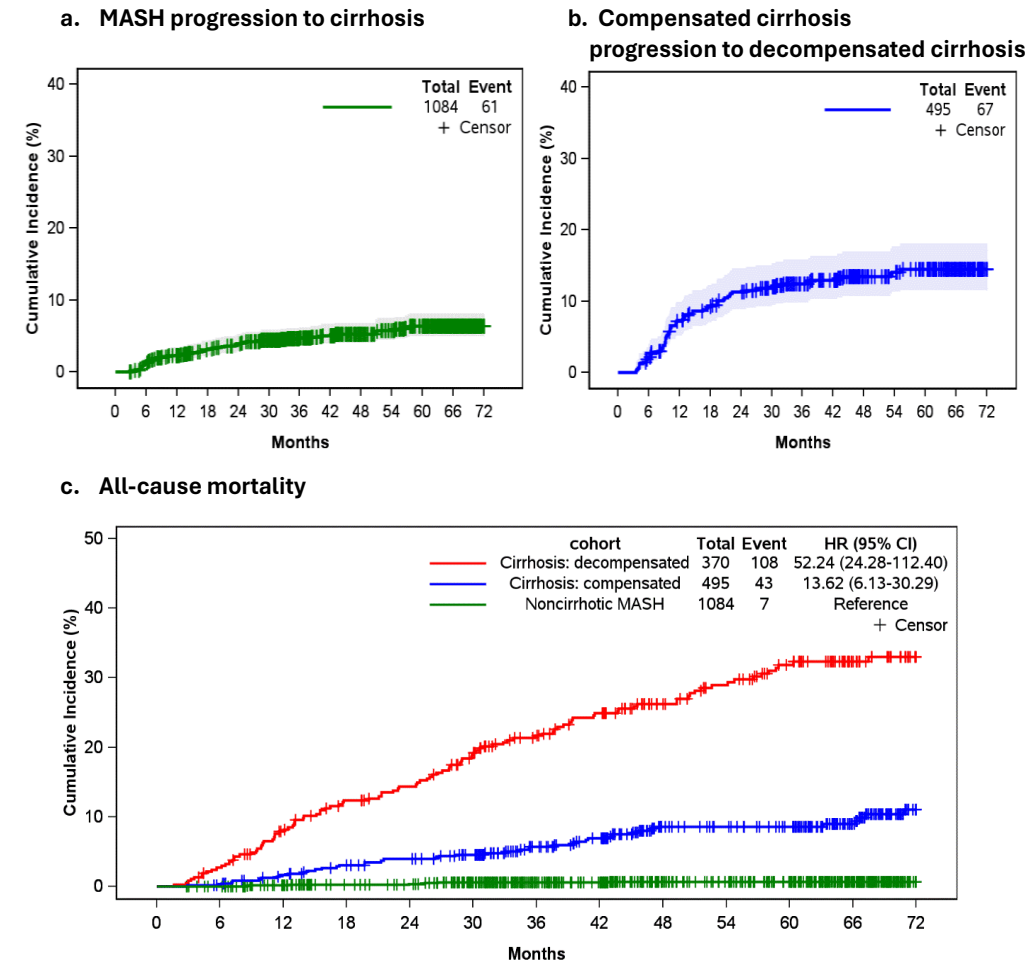 a. MASH progression to cirrhosis
b. Compensated cirrhosis
progression to decompensated cirrhosis
Cumulative Incidence (%)
40
30
20
10
0
Total Event
1084 61
+ Censor
0 6 12 18 24 30 36 42 48 54 60 66 72
Months
Cumulative Incidence (%)
40
30
20
10
0
Total Event
495 67
+ Censor
0 6 12 18 24 30 36 42 48 54 60 66 72
Months
c. All-cause mortality
Cumulative Incidence (%)
50
40
30
20
10
0
cohort Total Event HR (95% CI)
Cirrhosis: decompensated 370 108 52.24 (24.28-112.40)
Cirrhosis: compensated 495 43 13.62 (6.13-30.29)
Noncirrhotic MASH 1084 7 Reference
+ Censor
0 6 12 18 24 30 36 42 48 54 60 66 72
Months